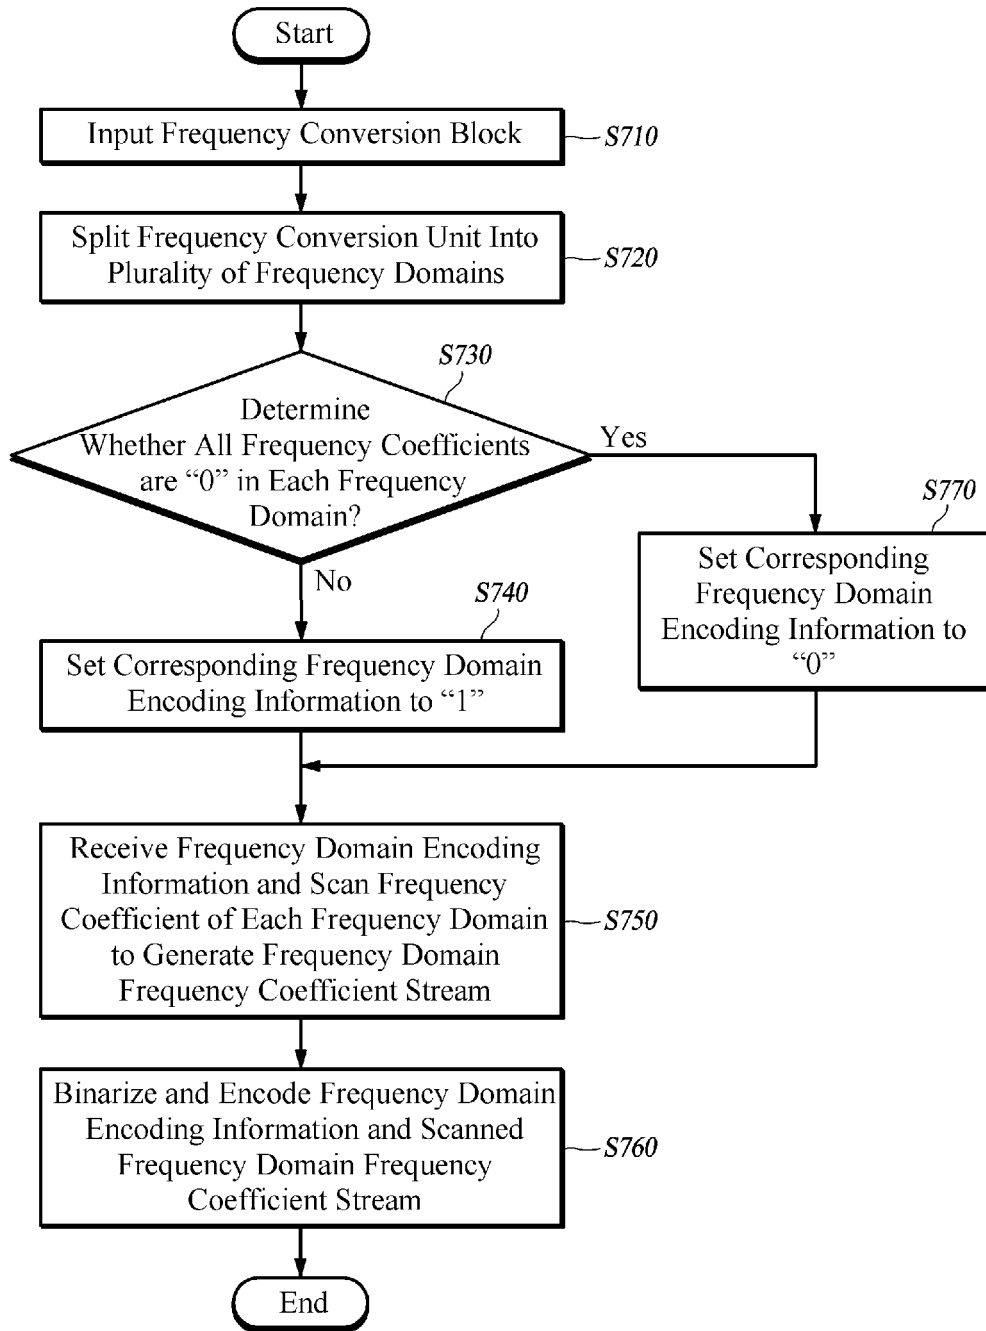 Start
Input Frequency Conversion Block
S710
Split Frequency Conversion Unit Into
Plurality of Frequency Domains
S720
S730
Determine
Whether All Frequency Coefficients
are “0” in Each Frequency
Domain?
Yes
No
S770
Set Corresponding
Frequency Domain
Encoding Information to
“0”
S740
Set Corresponding Frequency Domain
Encoding Information to “1”
Receive Frequency Domain Encoding
Information and Scan Frequency
Coefficient of Each Frequency Domain
to Generate Frequency Domain
Frequency Coefficient Stream
S750
Binarize and Encode Frequency Domain
Encoding Information and Scanned
Frequency Domain Frequency
Coefficient Stream
S760
End